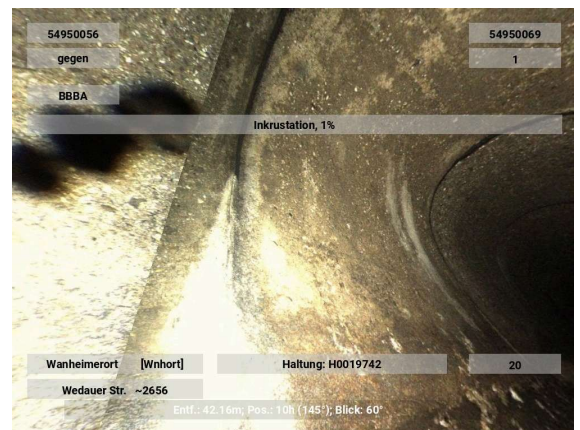 54950056
54950069
gegen
1
BBBA
Inkrustation, 1%
Wanheimerort [Wnhort]
Haltung: H0019742
20
Wedauer Str. ~2656
Entf.: 42.16m; Pos.: 10h (145°); Blick: 60°